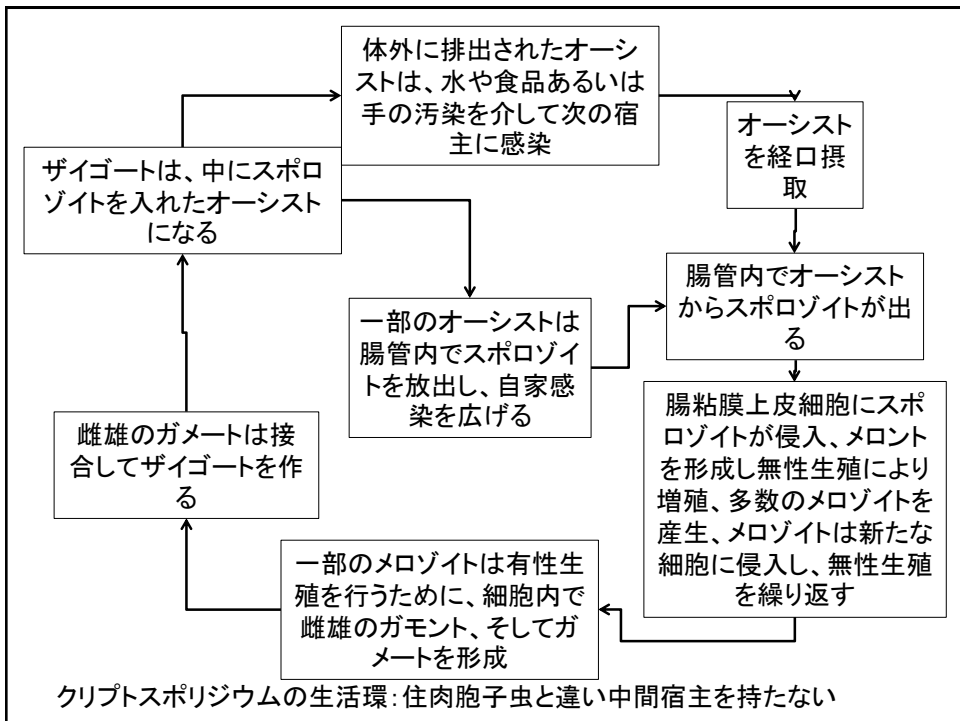 体外に排出されたオーシ
ストは、水や食品あるいは
手の汚染を介して次の宿
主に感染
オーシスト
を経口摂
取
ザイゴートは、中にスポロ
ゾイトを入れたオーシスト
になる
腸管内でオーシスト
からスポロゾイトが出
る
一部のオーシストは
腸管内でスポロゾイ
トを放出し、自家感
染を広げる
腸粘膜上皮細胞にスポ
ロゾイトが侵入、メロント
を形成し無性生殖により
増殖、多数のメロゾイトを
産生、メロゾイトは新たな
細胞に侵入し、無性生殖
を繰り返す
雌雄のガメートは接
合してザイゴートを作
る
一部のメロゾイトは有性生
殖を行うために、細胞内で
雌雄のガモント、そしてガ
メートを形成
クリプトスポリジウムの生活環：住肉胞子虫と違い中間宿主を持たない